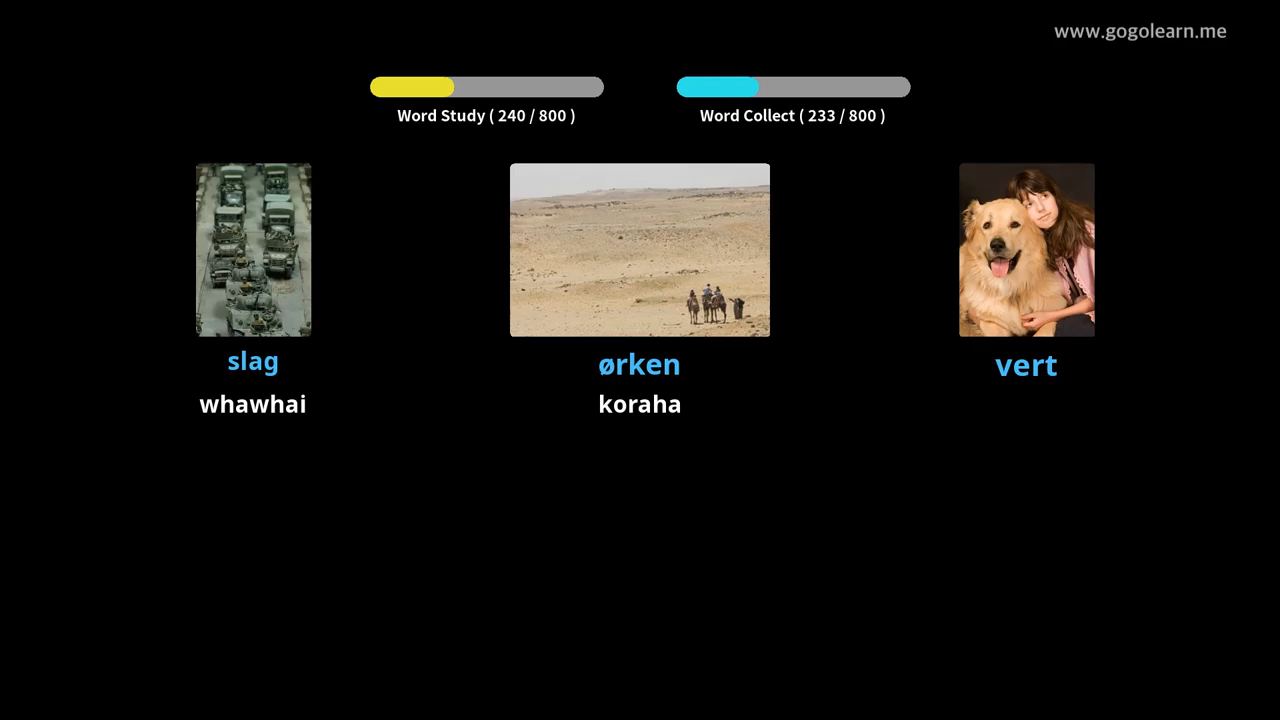 www.gogolearn.me
Word Study ( 240 / 800 )
Word Collect ( 233 / 800 )
slag
ørken
vert
whawhai
koraha